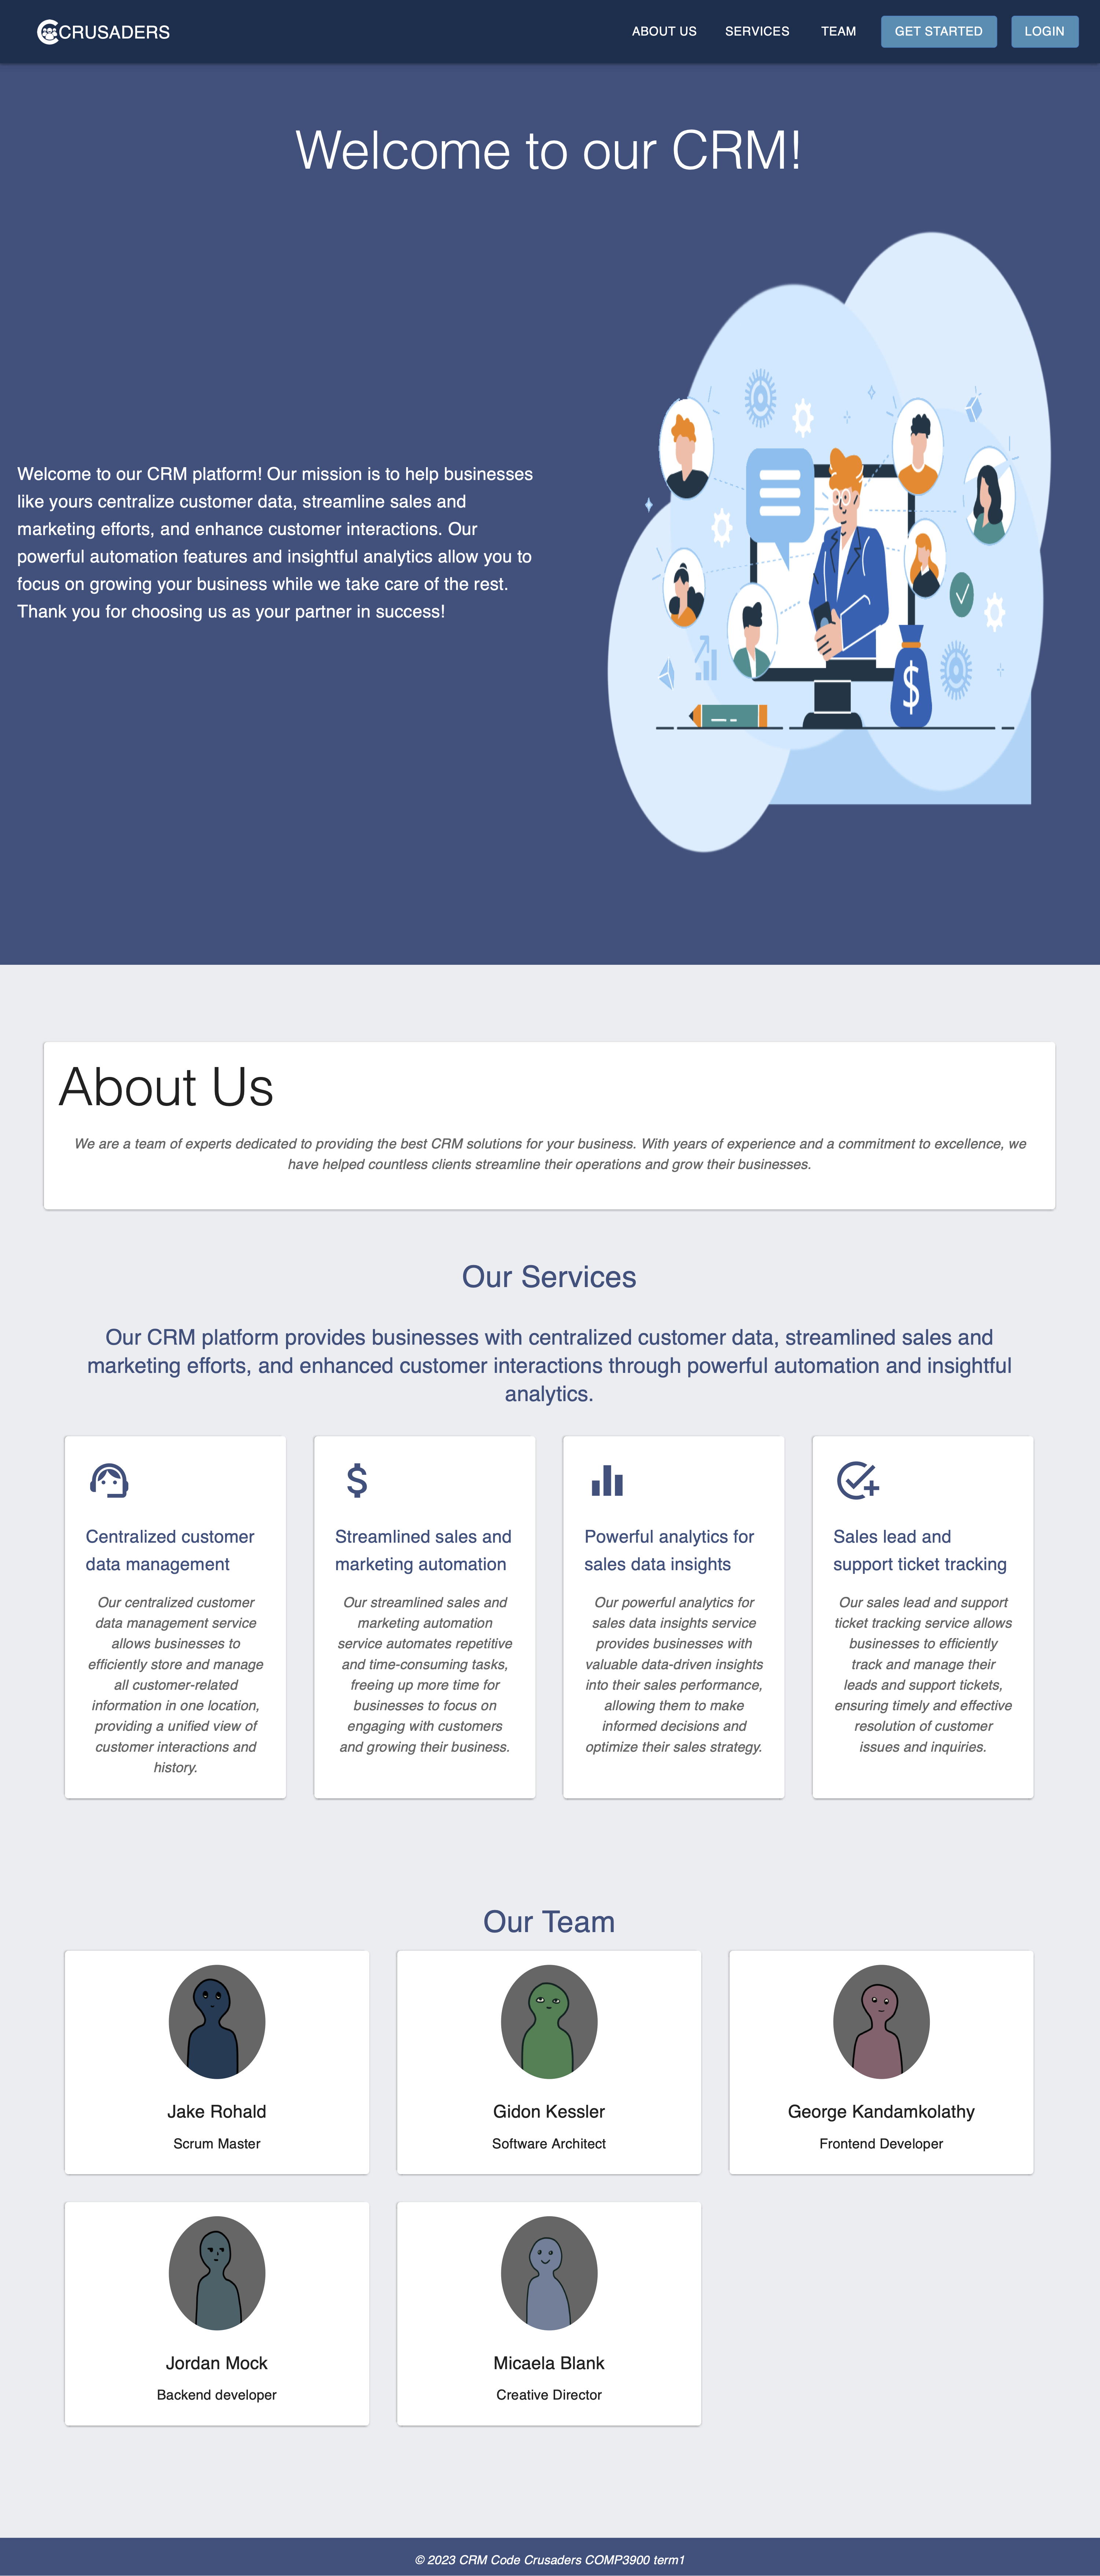 CRUSADERS
ABOUT US
SERVICES
TEAM
GET STARTED
LOGIN
Welcome to our CRM!
Welcome to our CRM platform! Our mission is to help businesses
like yours centralize customer data, streamline sales and
marketing efforts, and enhance customer interactions. Our
powerful automation features and insightful analytics allow you to
focus on growing your business while we take care of the rest.
Thank you for choosing us as your partner in success!
$
About Us
We are a team of experts dedicated to providing the best CRM solutions for your business. With years of experience and a commitment to excellence, we
have helped countless clients streamline their operations and grow their businesses.
Our Services
Our CRM platform provides businesses with centralized customer data, streamlined sales and
marketing efforts, and enhanced customer interactions through powerful automation and insightful
analytics.
Centralized customer
data management
Our centralized customer
data management service
allows businesses to
efficiently store and manage
all customer-related
information in one location,
providing a unified view of
customer interactions and
history.
$
Streamlined sales and
marketing automation
Our streamlined sales and
marketing automation
service automates repetitive
and time-consuming tasks,
freeing up more time for
businesses to focus on
engaging with customers
and growing their business.
Powerful analytics for
sales data insights
Our powerful analytics for
sales data insights service
provides businesses with
valuable data-driven insights
into their sales performance,
allowing them to make
informed decisions and
optimize their sales strategy.
Sales lead and
support ticket tracking
Our sales lead and support
ticket tracking service allows
businesses to efficiently
track and manage their
leads and support tickets,
ensuring timely and effective
resolution of customer
issues and inquiries.
Our Team
Jake Rohald
Scrum Master
Gidon Kessler
Software Architect
George Kandamkolathy
Frontend Developer
Jordan Mock
Backend developer
Micaela Blank
Creative Director
© 2023 CRM Code Crusaders COMP3900 term1